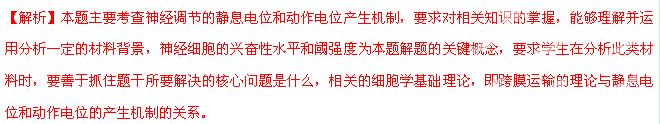 【解析】本题主要考查神经调节的静息电位和动作电位产生机制，要求对相关知识的掌握，能够理解并运
用分析一定的材料背景，神经细胞的兴奋性水平和阈强度为本题解题的关键概念，要求学生在分析此类材
料时，要善于抓住题干所要解决的核心问题是什么，相关的细胞学基础理论，即跨膜运输的理论与静息电
位和动作电位的产生机制的关系。